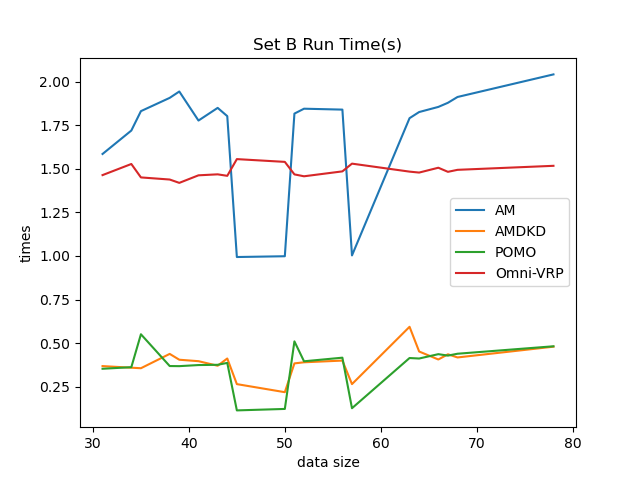 Set B Run Time(s)
times
2.00
1.75
1.50
1.25
1.00
0.75
0.50
0.25
AM
AMDKD
POMO
Omni-VRP
30 40 50 60 70 80
data size